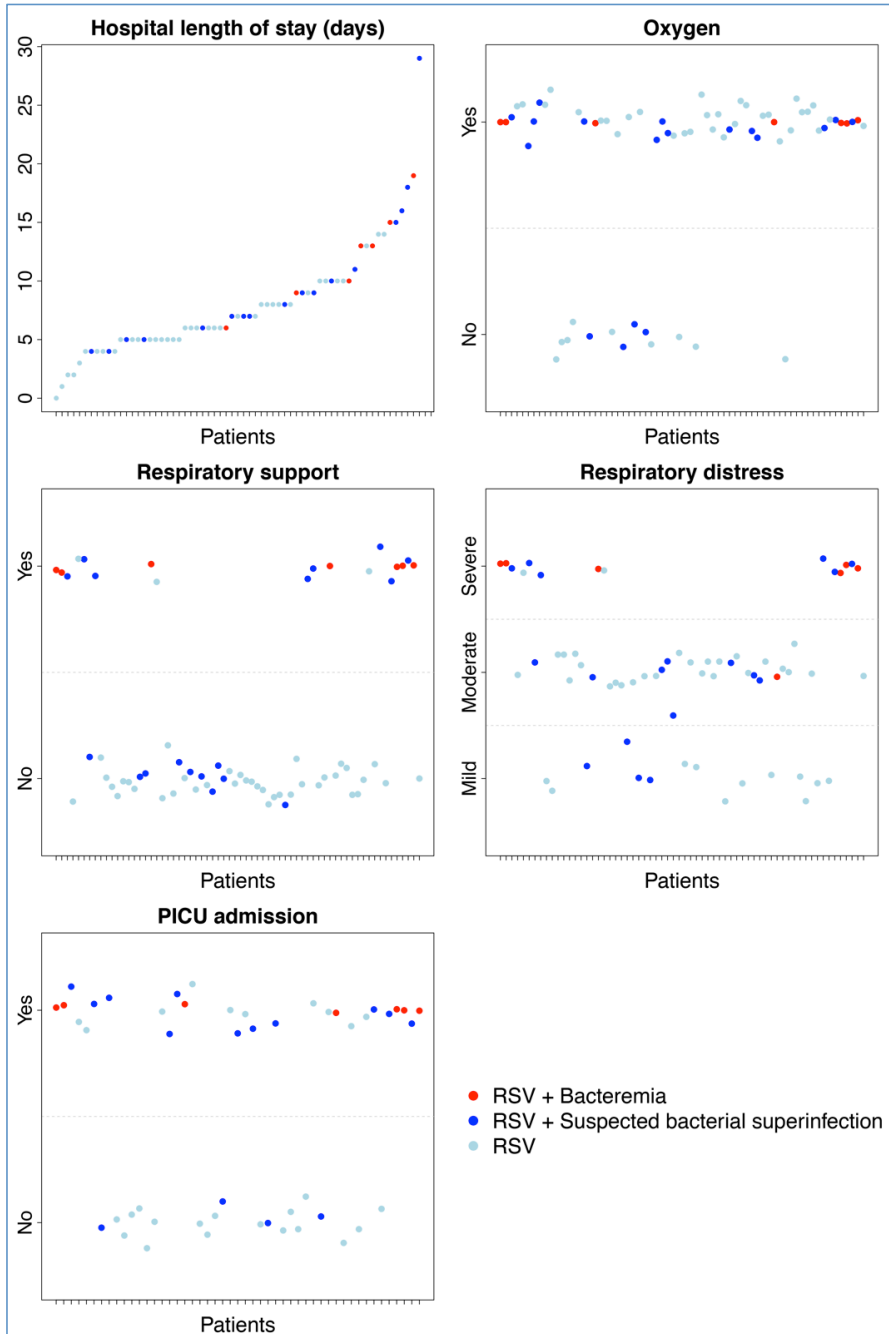 Hospital length of stay (days)
30
25
20
15
10
5
0
Patients
Oxygen
Yes
No
Patients
Respiratory support
Yes
No
Patients
Respiratory distress
Severe
Moderate
Mild
Patients
PICU admission
Yes
No
Patients
RSV + Bacteremia
RSV + Suspected bacterial superinfection
RSV